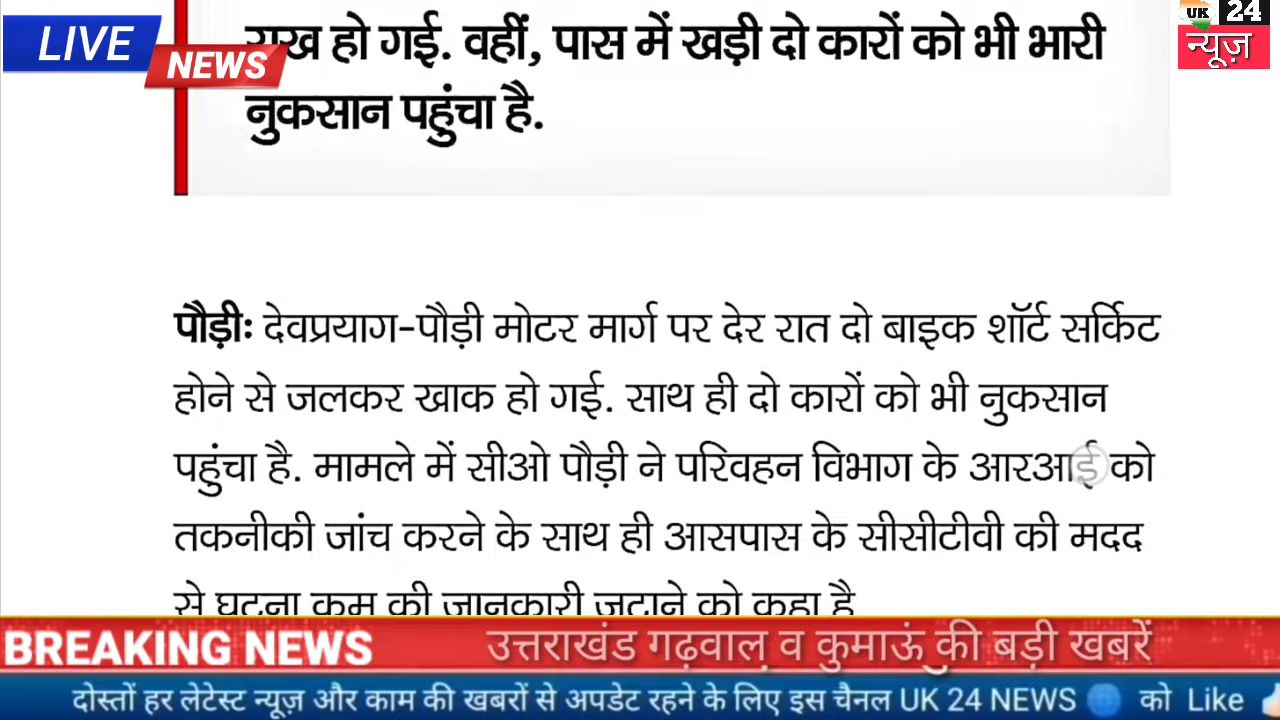 LIVE
NEWS
UK 24
न्यूज़
हो गई. वहीं, पास में खड़ी दो कारों को भी भारी
नुकसान पहुंचा है.
पौड़ी: देवप्रयाग-पौड़ी मोटर मार्ग पर देर रात दो बाइक शॉर्ट सर्किट
होने से जलकर खाक हो गई. साथ ही दो कारों को भी नुकसान
पहुंचा है. मामले में सीओ पौड़ी ने परिवहन विभाग के आरआई को
तकनीकी जांच करने के साथ ही आसपास के सीसीटीवी की मदद
से घटना क्रम की जानकारी जुटाने को कहा है
BREAKING NEWS
उत्तराखंड गढ़वाल व कुमाऊं की बड़ी खबरें
दोस्तों हर लेटेस्ट न्यूज़ और काम की खबरों से अपडेट रहने के लिए इस चैनल UK 24 NEWS 🌐 को Like